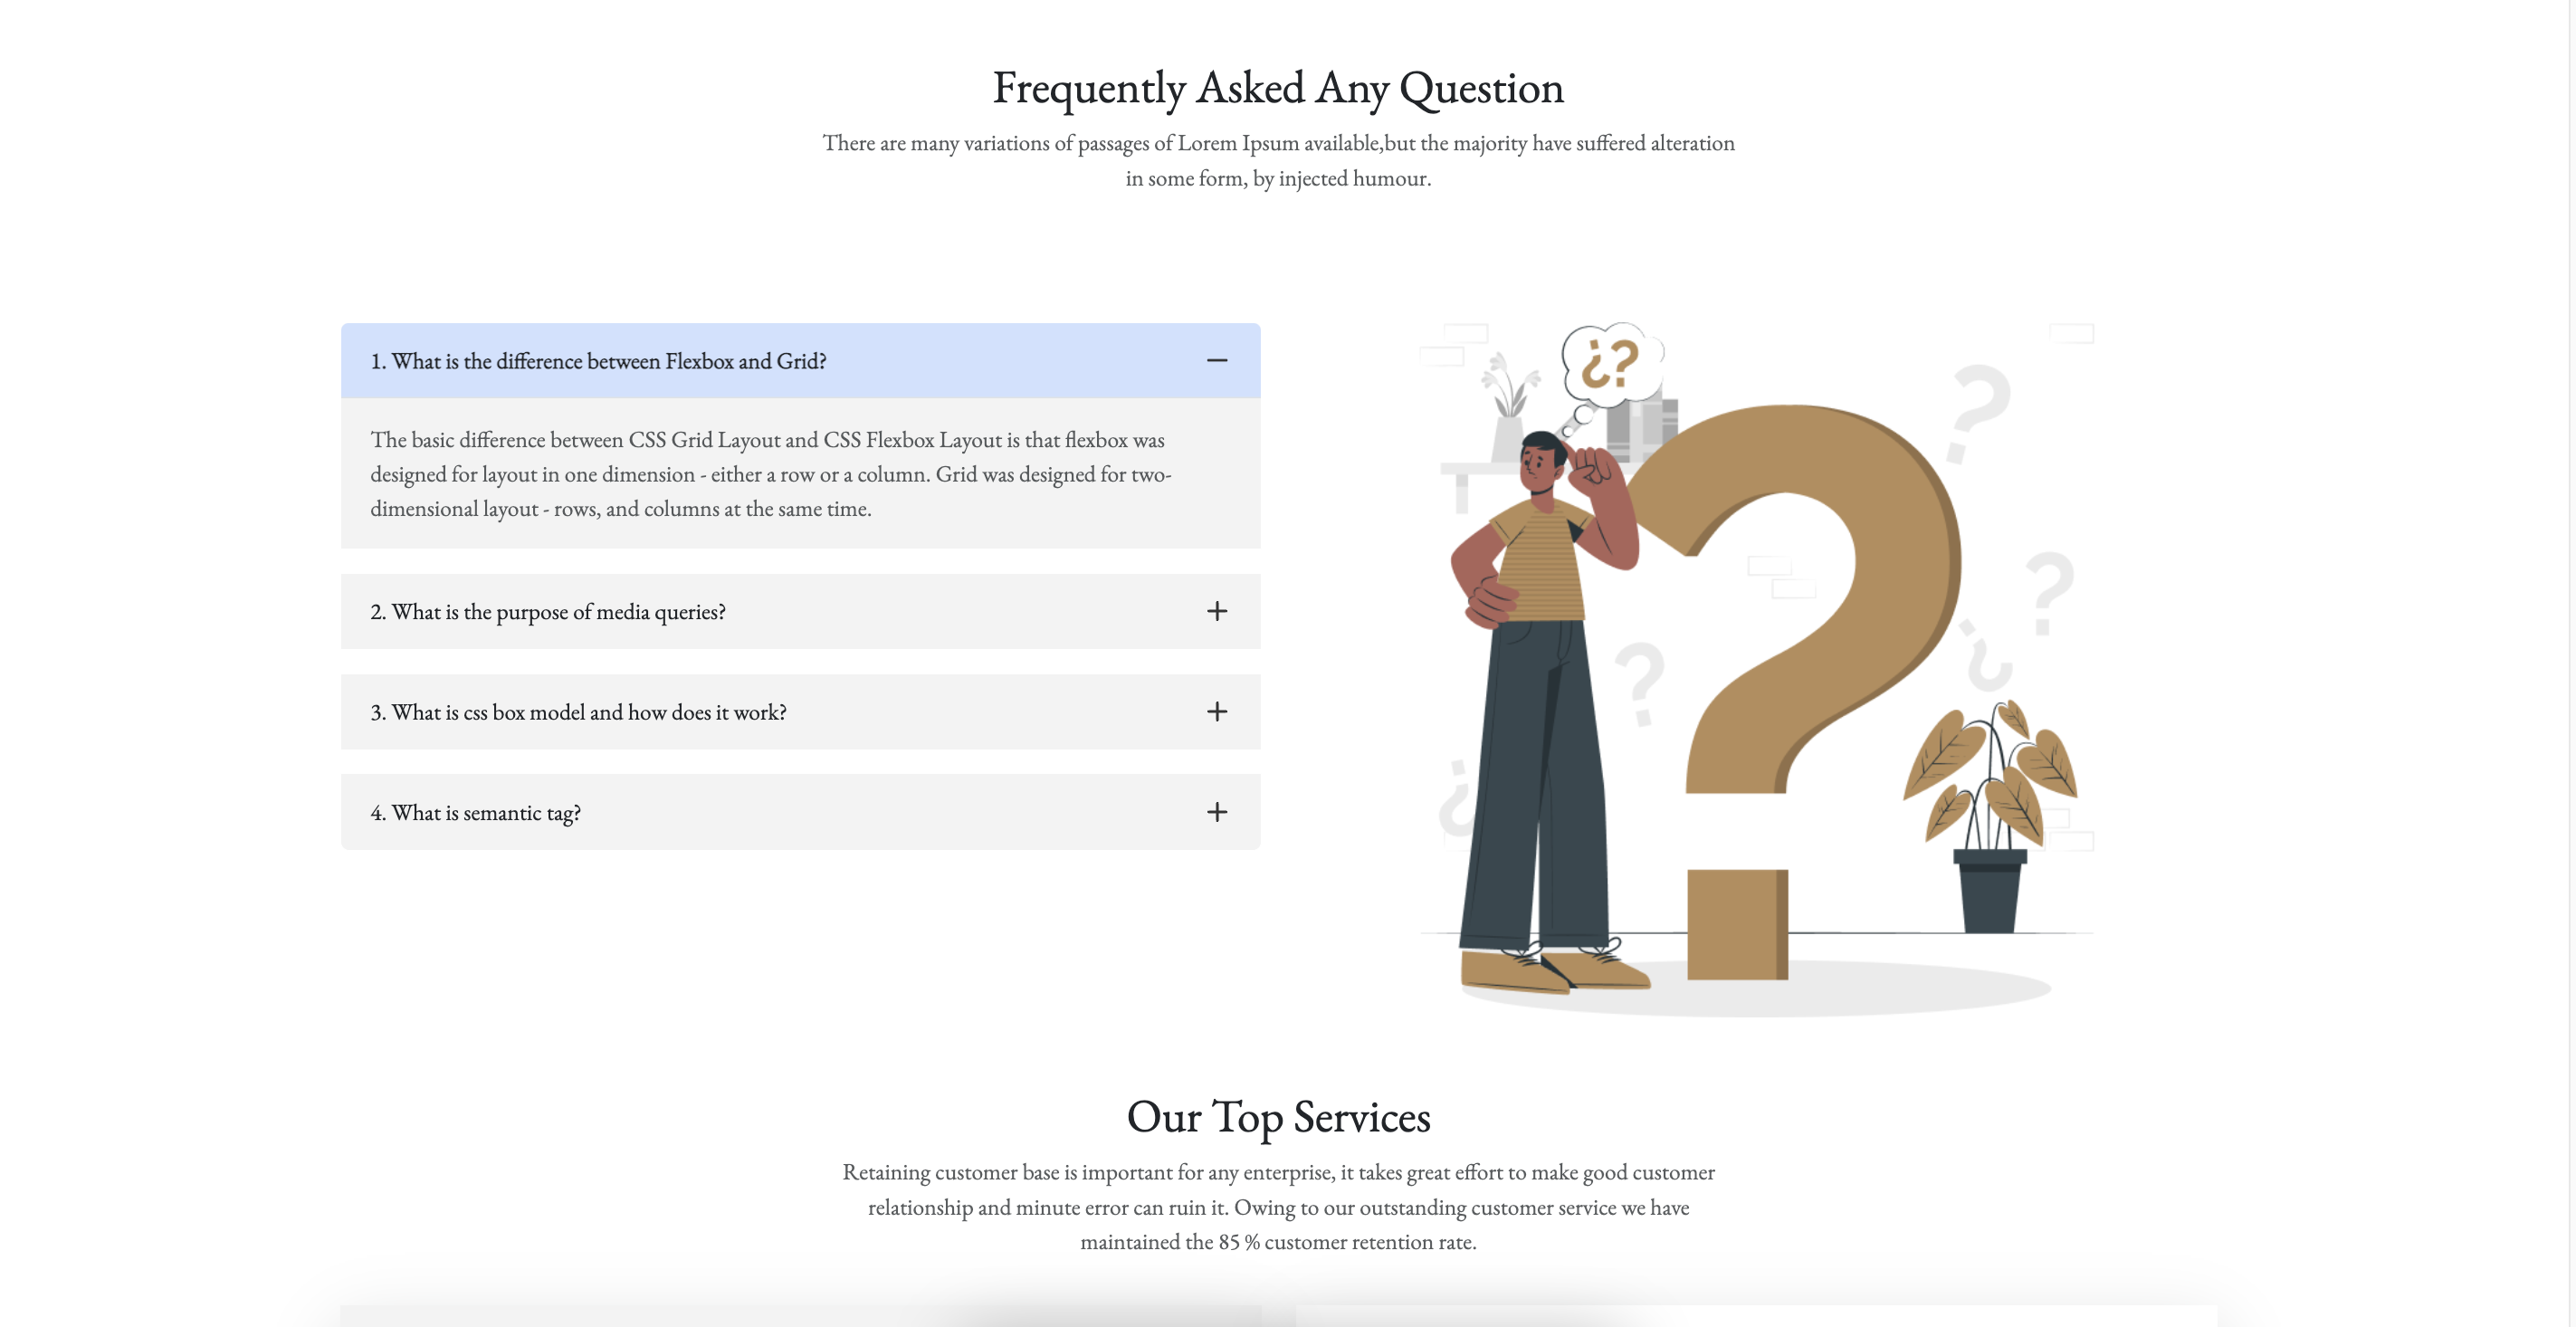 Frequently Asked Any Question
There are many variations of passages of Lorem Ipsum available,but the majority have suffered alteration
in some form, by injected humour.
1. What is the difference between Flexbox and Grid?
The basic difference between CSS Grid Layout and CSS Flexbox Layout is that flexbox was
designed for layout in one dimension - either a row or a column. Grid was designed for two-
dimensional layout - rows, and columns at the same time.
2. What is the purpose of media queries?
3. What is css box model and how does it work?
4. What is semantic tag?
¿?
Our Top Services
Retaining customer base is important for any enterprise, it takes great effort to make good customer
relationship and minute error can ruin it. Owing to our outstanding customer service we have
maintained the 85 % customer retention rate.